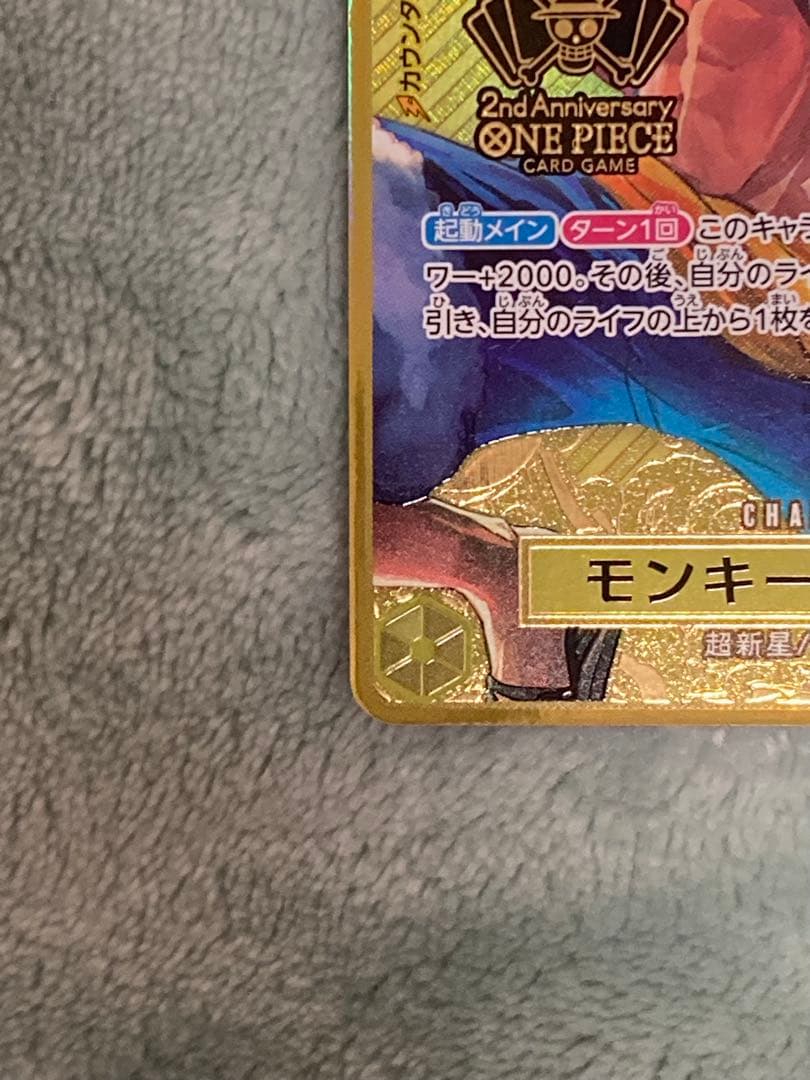 カウンタ
2nd Anniversary
ONE PIECE
CARD GAME
起動メイン ターン1回 このキャラ
ワー+2000。その後、自分のライ
引き、自分のライフの上から1枚を
CHA
モンキー
超新星/